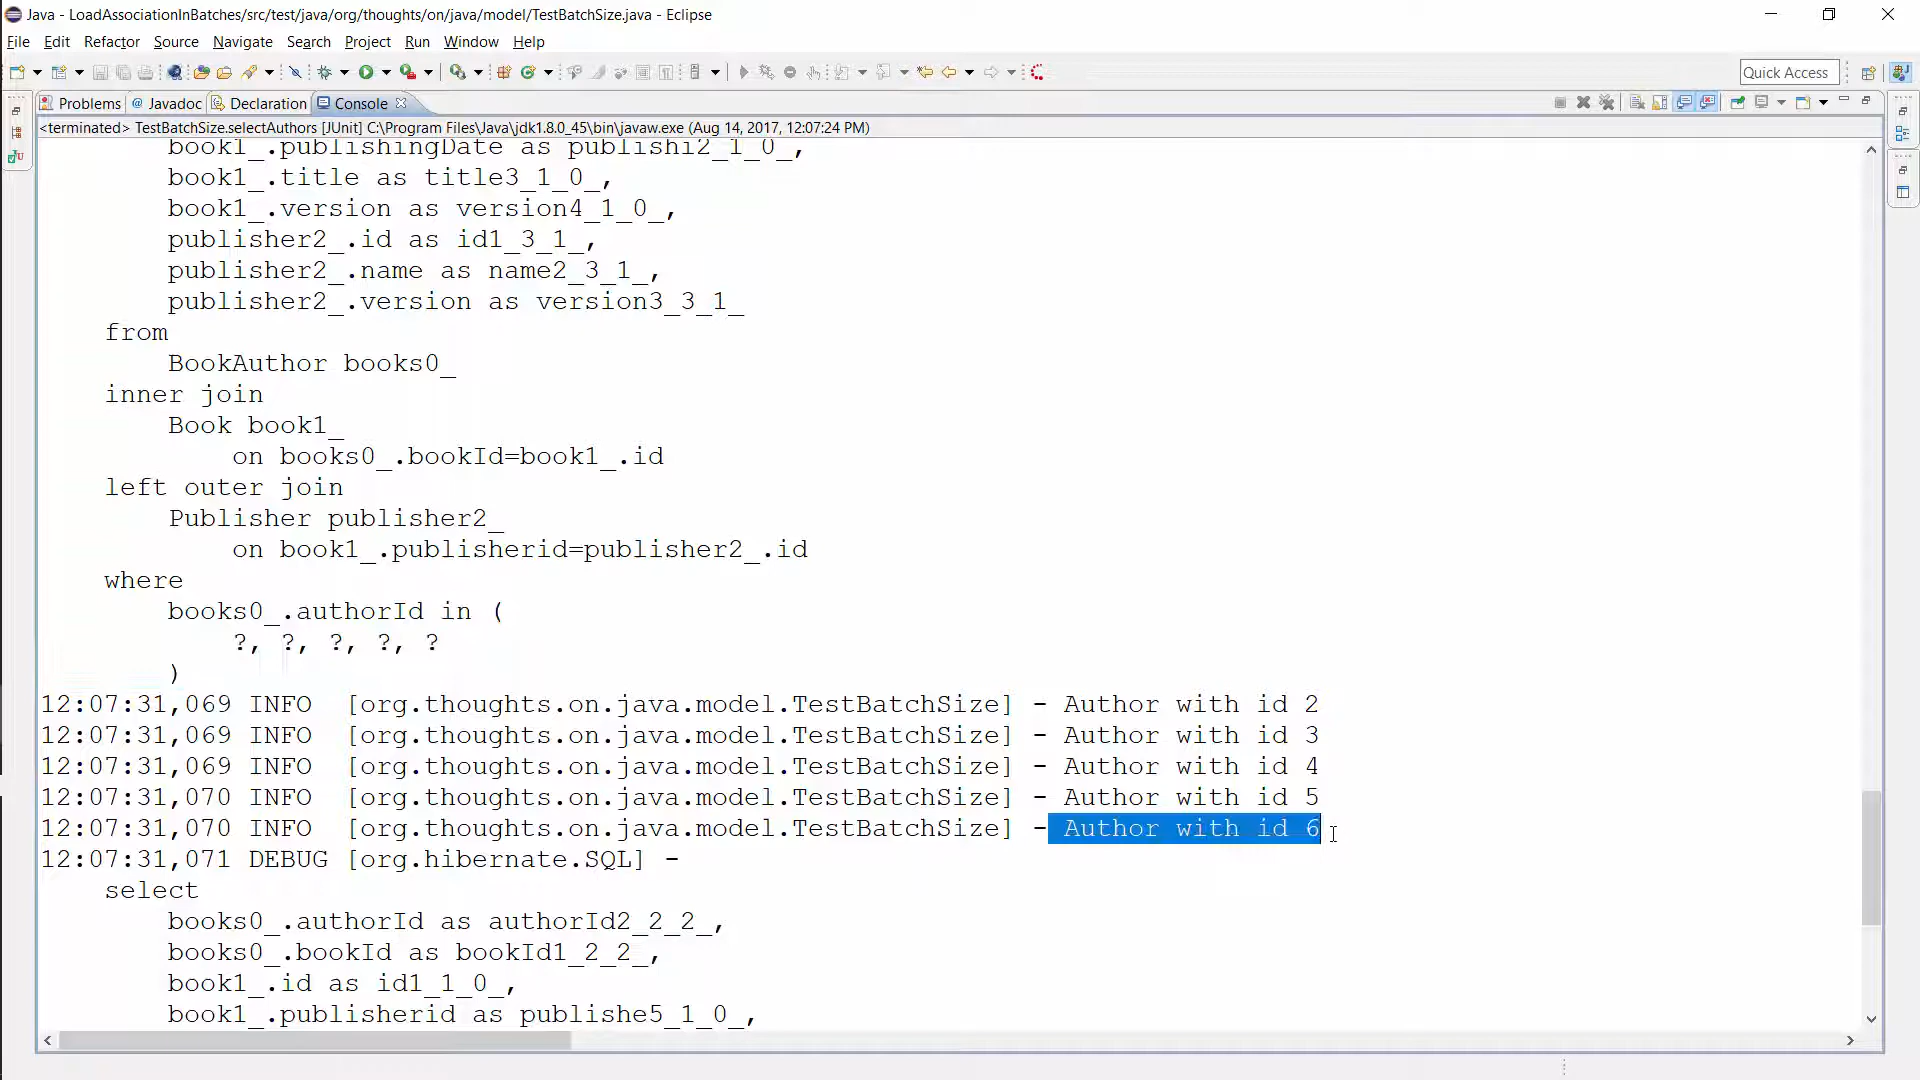 Java - LoadAssociationInBatches/src/test/java/org/thoughts/on/java/model/TestBatchSize.java - Eclipse
File Edit Refactor Source Navigate Search Project Run Window Help
Quick Access
Problems @ Javadoc Declaration Console
<terminated> TestBatchSize.selectAuthors [JUnit] C:\Program Files\Java\jdk1.8.0_45\bin\javaw.exe (Aug 14, 2017, 12:07:24 PM)
book1_.publishingDate as publishi2_1_0_,
book1_.title as title3_1_0_,
book1_.version as version4_1_0_,
publisher2_.id as id1_3_1_,
publisher2_.name as name2_3_1_,
publisher2_.version as version3_3_1_
from
BookAuthor books0_
inner join
Book book1_
on books0_.bookId=book1_.id
left outer join
Publisher publisher2_
on book1_.publisherid=publisher2_.id
where
books0_.authorId in (
?, ?, ?, ?, ?
)
12:07:31,069 INFO  [org.thoughts.on.java.model.TestBatchSize] - Author with id 2
12:07:31,069 INFO  [org.thoughts.on.java.model.TestBatchSize] - Author with id 3
12:07:31,069 INFO  [org.thoughts.on.java.model.TestBatchSize] - Author with id 4
12:07:31,070 INFO  [org.thoughts.on.java.model.TestBatchSize] - Author with id 5
12:07:31,070 INFO  [org.thoughts.on.java.model.TestBatchSize] - Author with id 6
12:07:31,071 DEBUG [org.hibernate.SQL] -
select
books0_.authorId as authorId2_2_2_,
books0_.bookId as bookId1_2_2_,
book1_.id as id1_1_0_,
book1_.publisherid as publishe5_1_0_,